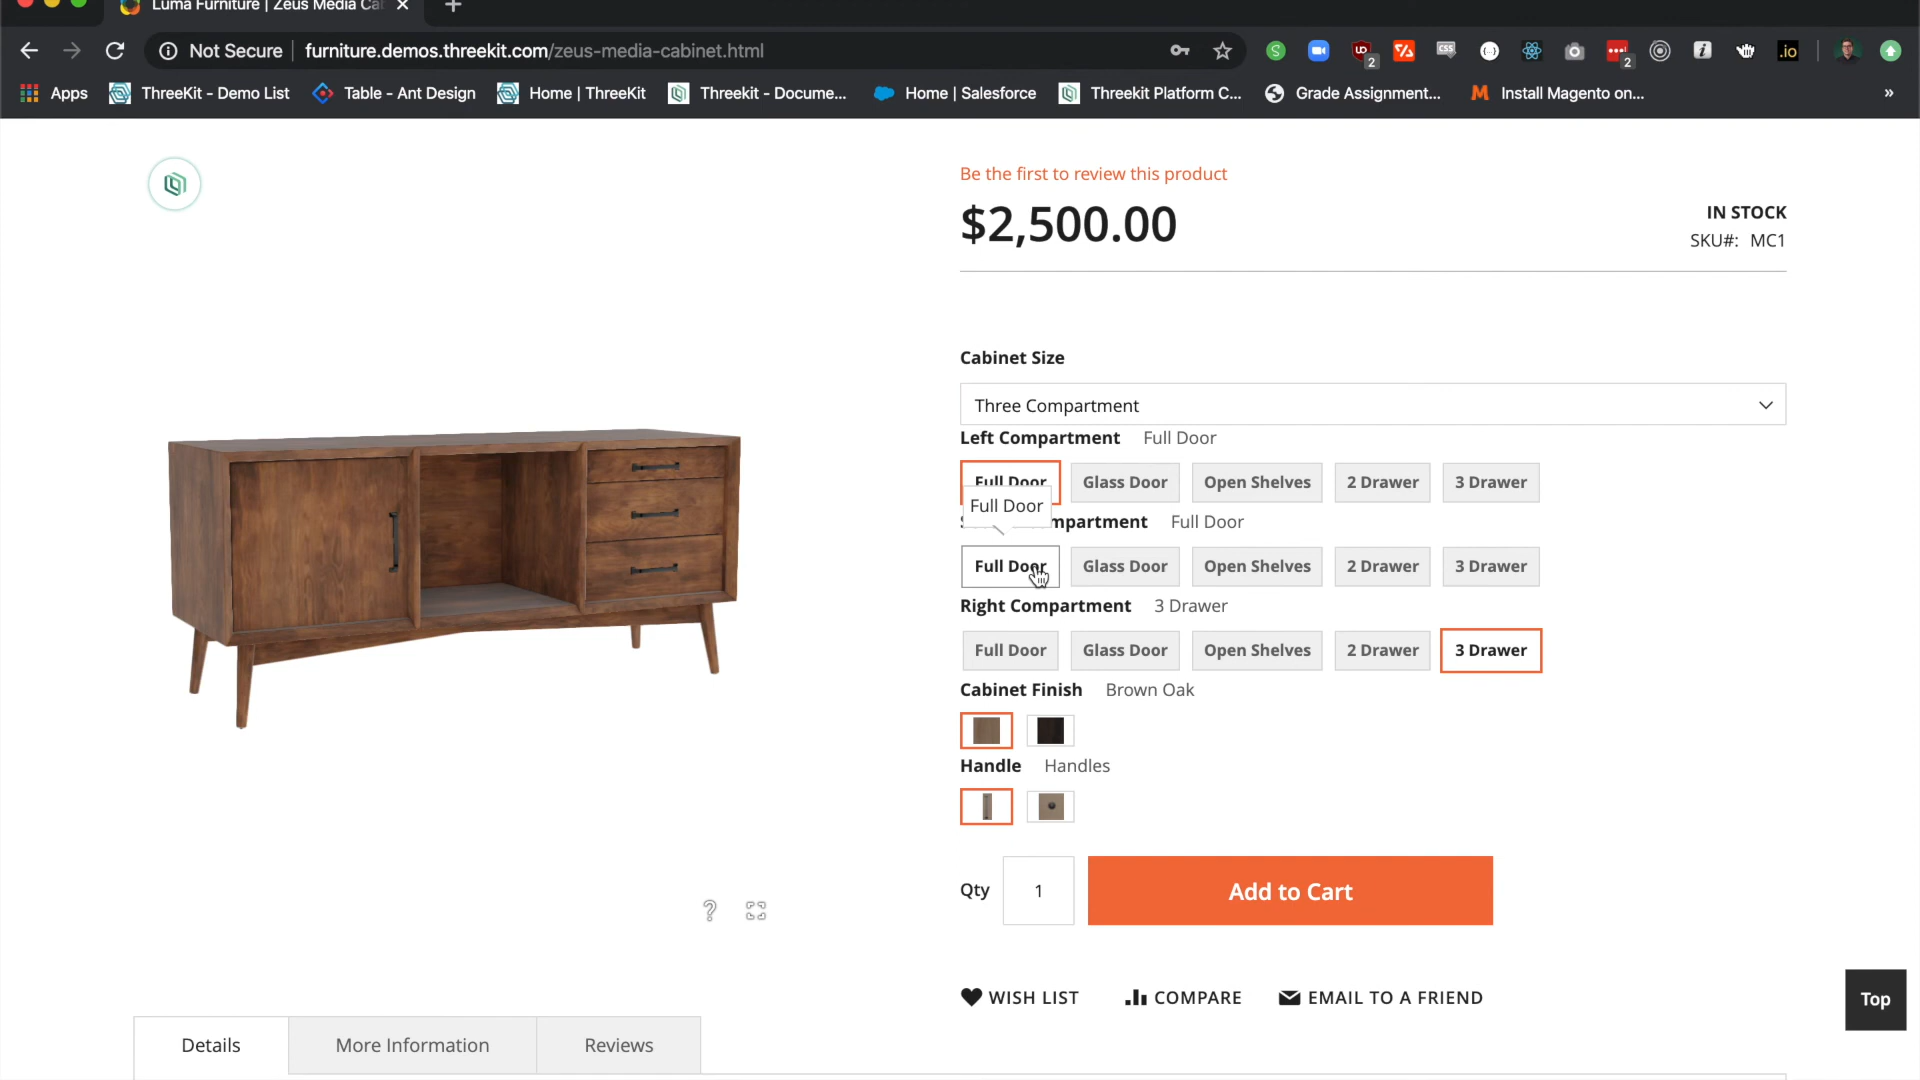 Luma Furniture | Zeus Media Ca
Not Secure furniture.demos.threekit.com/zeus-media-cabinet.html
2
CSS
2
.io
Apps ThreeKit - Demo List Table - Ant Design Home | ThreeKit Threekit - Docume... Home | Salesforce Threekit Platform C... Grade Assignment... Install Magento on... »
Be the first to review this product
$2,500.00
IN STOCK
SKU#: MC1
Cabinet Size
Three Compartment
Left Compartment Full Door
Full Door Glass Door Open Shelves 2 Drawer 3 Drawer
Full Door
mpartment Full Door
Full Door Glass Door Open Shelves 2 Drawer 3 Drawer
Right Compartment 3 Drawer
Full Door Glass Door Open Shelves 2 Drawer 3 Drawer
Cabinet Finish Brown Oak
Handle Handles
Qty 1 Add to Cart
?
WISH LIST COMPARE EMAIL TO A FRIEND
Top
Details More Information Reviews